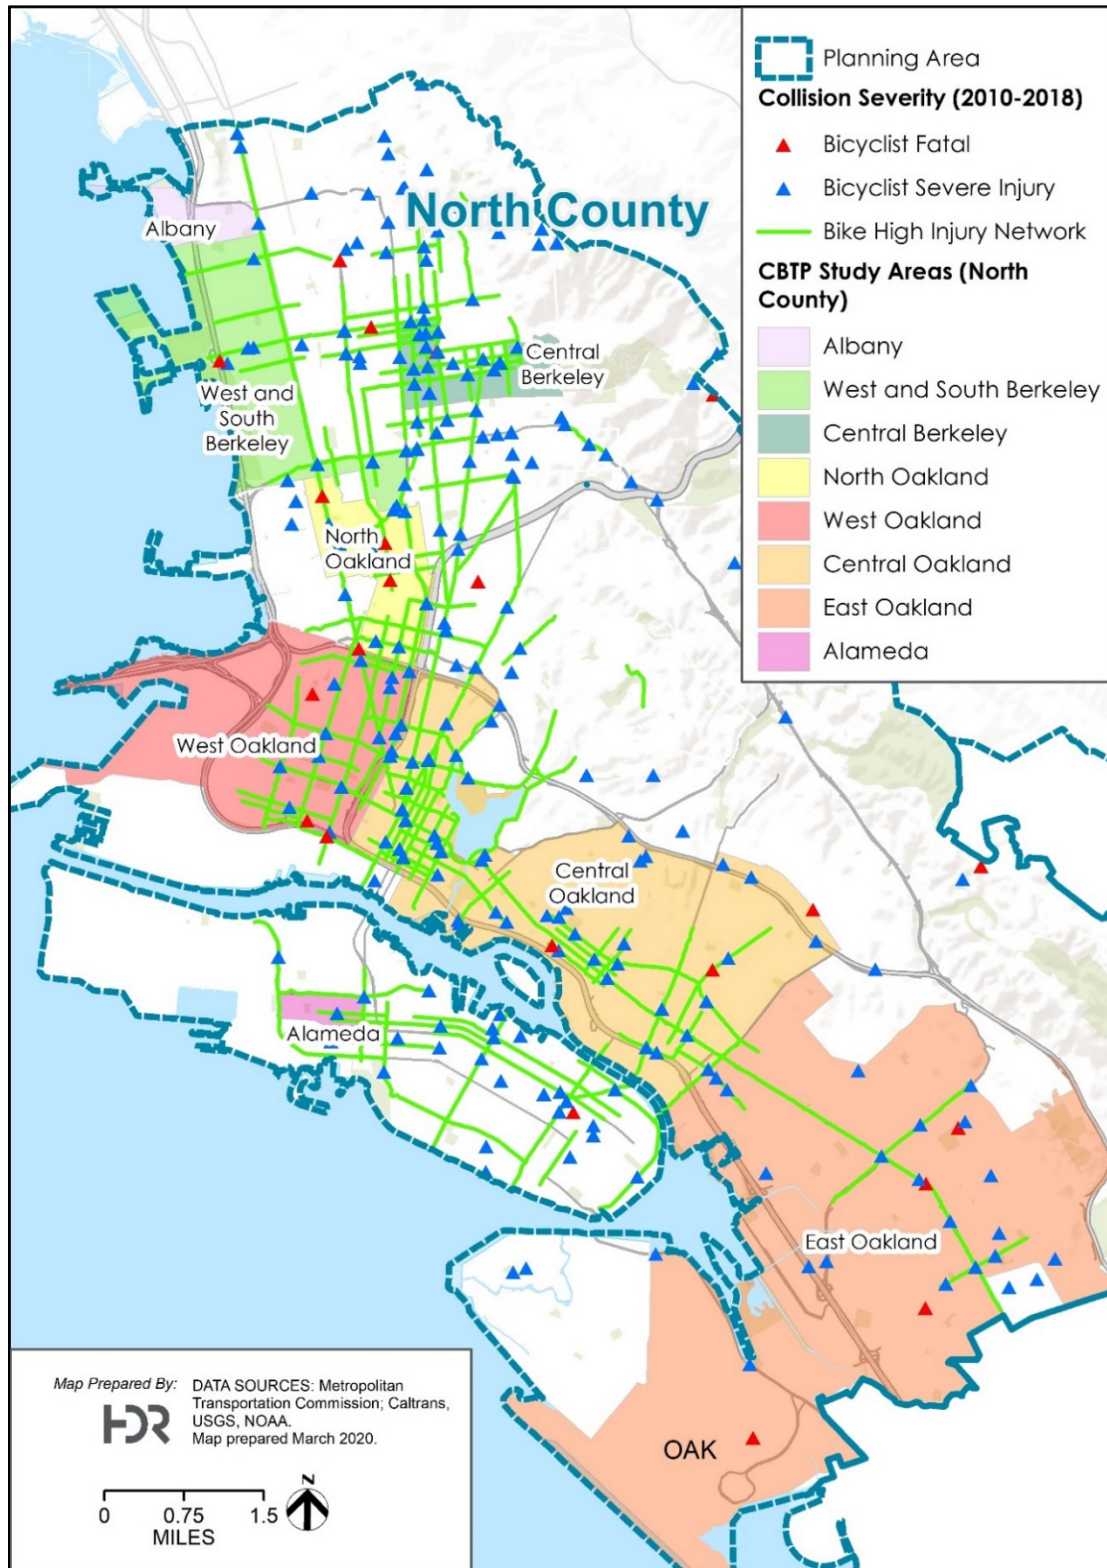 Planning Area
Collision Severity (2010-2018)
Bicyclist Fatal
Bicyclist Severe Injury
Bike High Injury Network
CBTP Study Areas (North
County)
Albany
West and South Berkeley
Central Berkeley
North Oakland
West Oakland
Central Oakland
East Oakland
Alameda
North County
Albany
Central
Berkeley
West and
South
Berkeley
North
Oakland
West Oakland
Central
Oakland
Alameda
East Oakland
OAK
Map Prepared By:
HDR
DATA SOURCES: Metropolitan
Transportation Commission; Caltrans,
USGS, NOAA.
Map prepared March 2020.
N
0 0.75 1.5
MILES